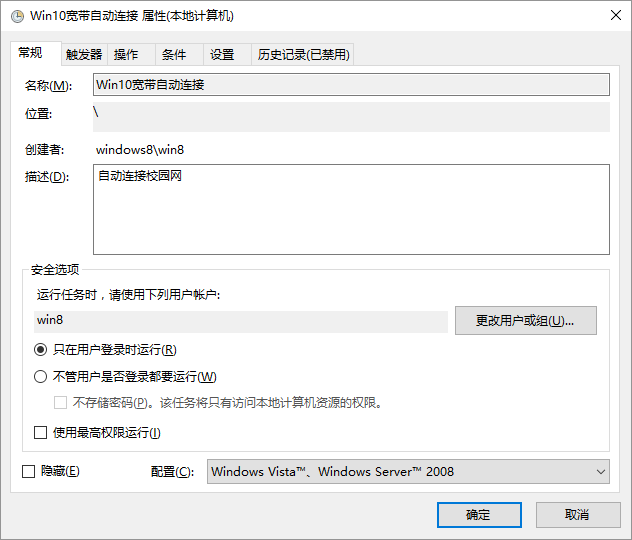 Win10宽带自动连接 属性(本地计算机)
常规 触发器 操作 条件 设置 历史记录(已禁用)
名称(M): Win10宽带自动连接
位置: \
创建者: windows8\win8
描述(D): 自动连接校园网
安全选项
运行任务时，请使用下列用户帐户:
win8 更改用户或组(U)...
只在用户登录时运行(R)
不管用户是否登录都要运行(W)
不存储密码(P)。该任务将只有访问本地计算机资源的权限。
使用最高权限运行(I)
隐藏(E) 配置(C): Windows Vista™、Windows Server™ 2008
确定 取消